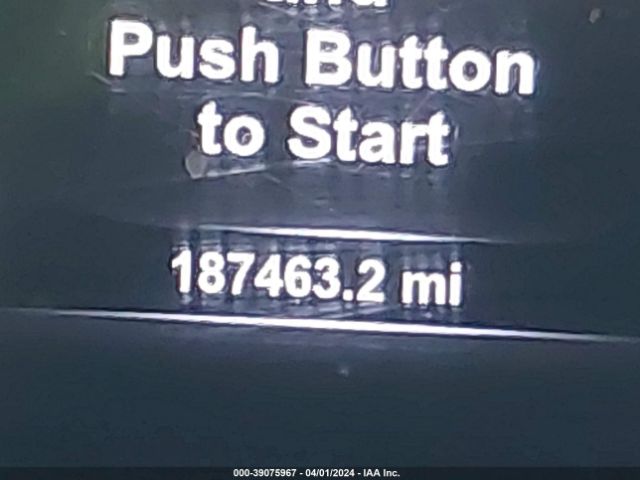 Push Button
to Start
187463.2 mi
000-39075967 - 04/01/2024 - IAA Inc.